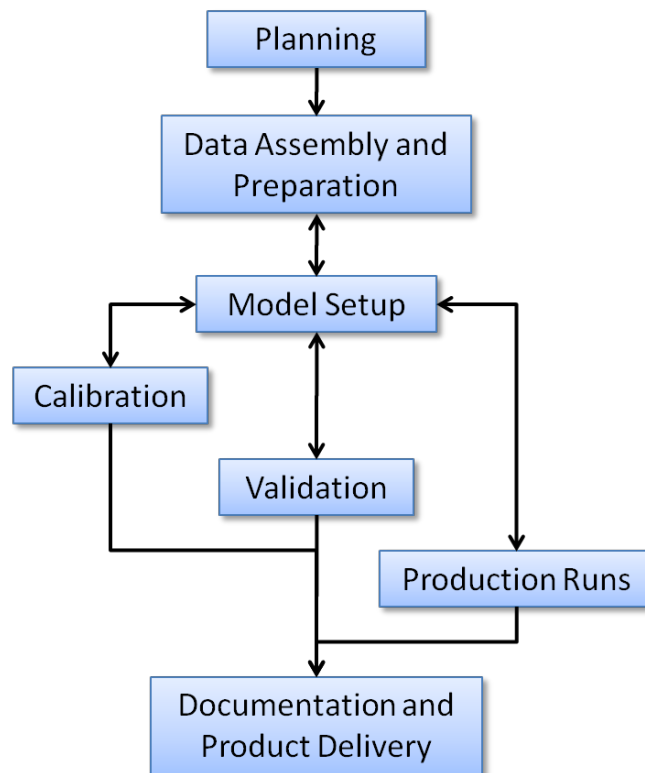 Planning
Data Assembly and
Preparation
Model Setup
Calibration
Validation
Production Runs
Documentation and
Product Delivery